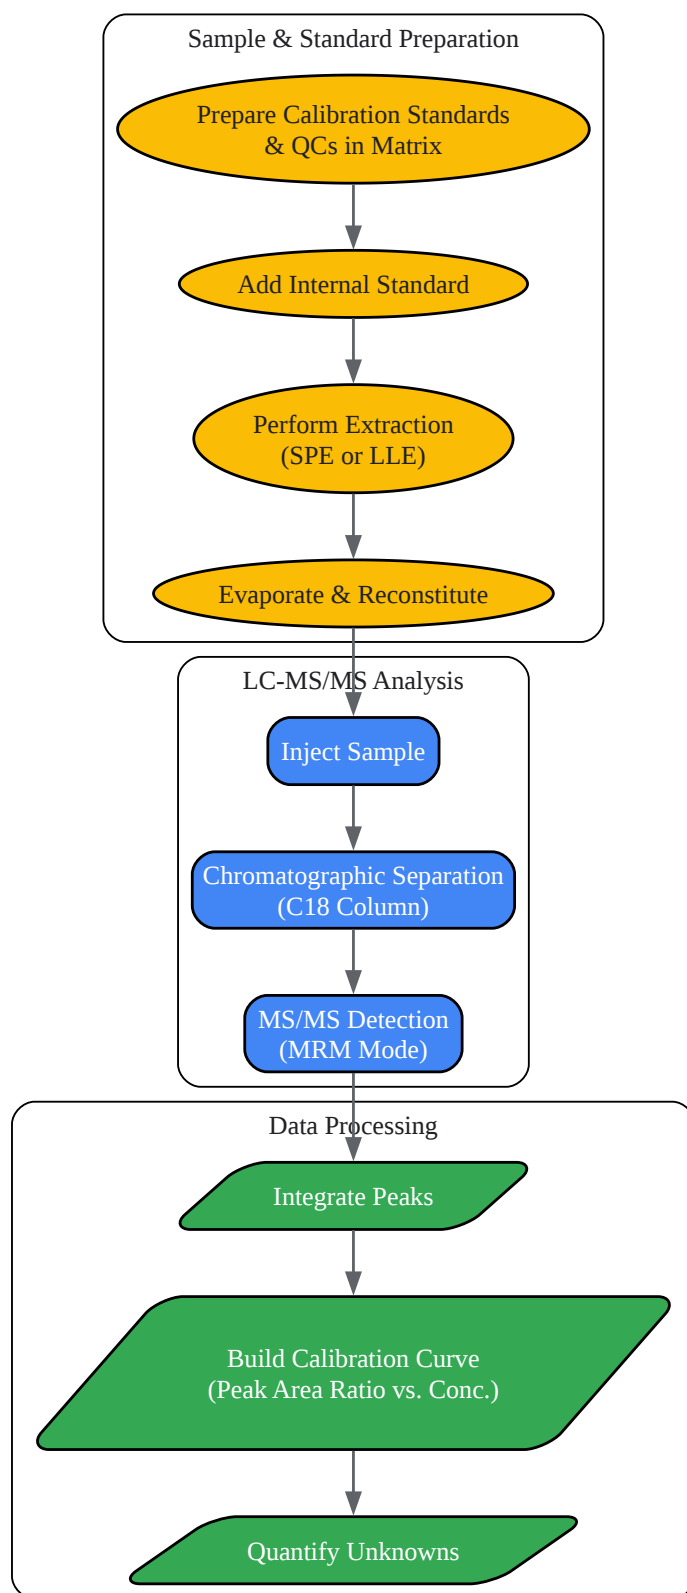 Sample & Standard Preparation
Prepare Calibration Standards
& QCs in Matrix
Add Internal Standard
Perform Extraction
(SPE or LLE)
Evaporate & Reconstitute
LC-MS/MS Analysis
Inject Sample
Chromatographic Separation
(C18 Column)
MS/MS Detection
(MRM Mode)
Data Processing
Integrate Peaks
Build Calibration Curve
(Peak Area Ratio vs. Conc.)
Quantify Unknowns